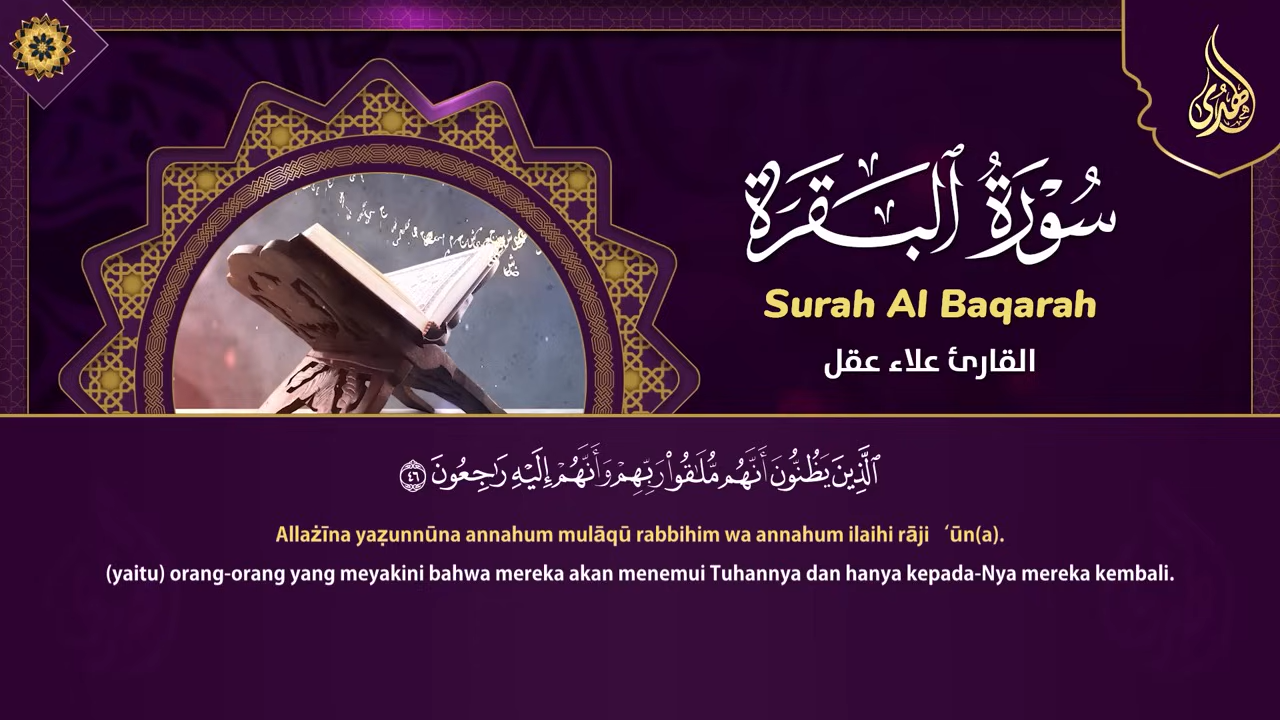 الهدى
سُورَةُ ٱلْبَقَرَةِ
Surah Al Baqarah
القارئ علاء عقل
ٱلَّذِينَ يَظُنُّونَ أَنَّهُم مُّلَٰقُوا۟ رَبِّهِمْ وَأَنَّهُمْ إِلَيْهِ رَٰجِعُونَ ٤٦
Allażīna yaẓunnūna annahum mulāqū rabbihim wa annahum ilaihi rāji ‘ūn(a).
(yaitu) orang-orang yang meyakini bahwa mereka akan menemui Tuhannya dan hanya kepada-Nya mereka kembali.